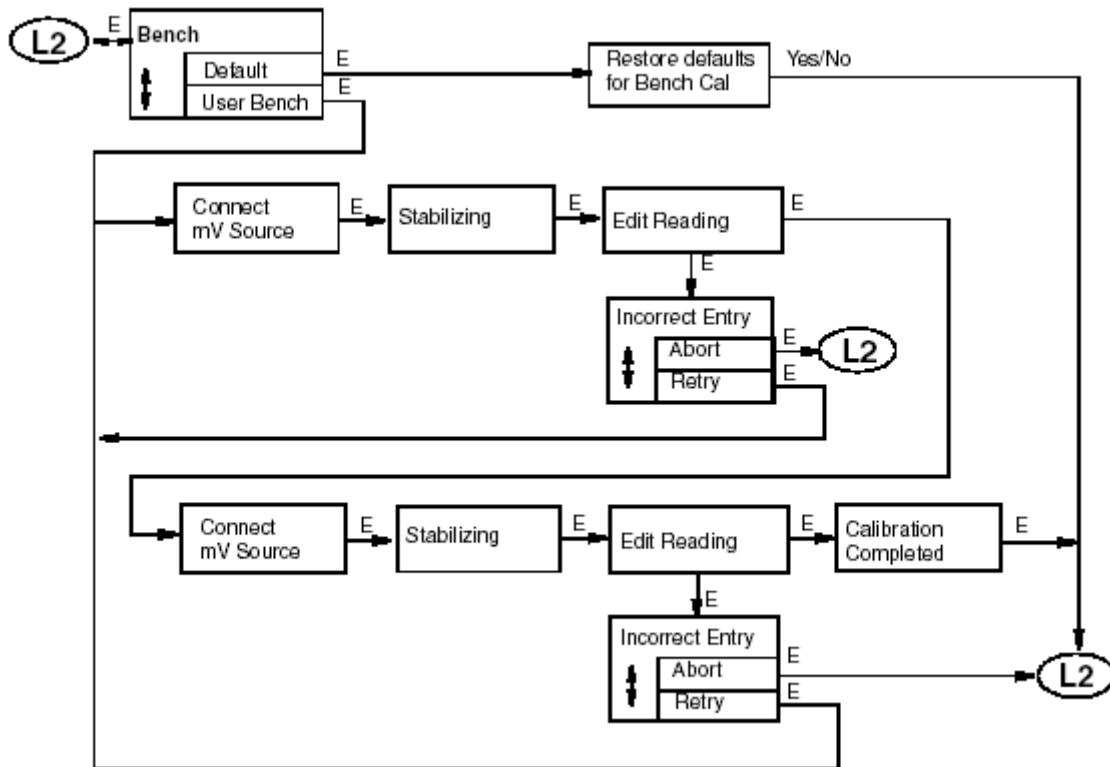 L2
E
Bench
Default
E
User Bench
E
Restore defaults
for Bench Cal
Yes/No
Connect
mV Source
E
Stabilizing
E
Edit Reading
E
E
Incorrect Entry
Abort
E
L2
Retry
E
Connect
mV Source
E
Stabilizing
E
Edit Reading
E
Calibration
Completed
E
E
Incorrect Entry
Abort
E
L2
Retry
E